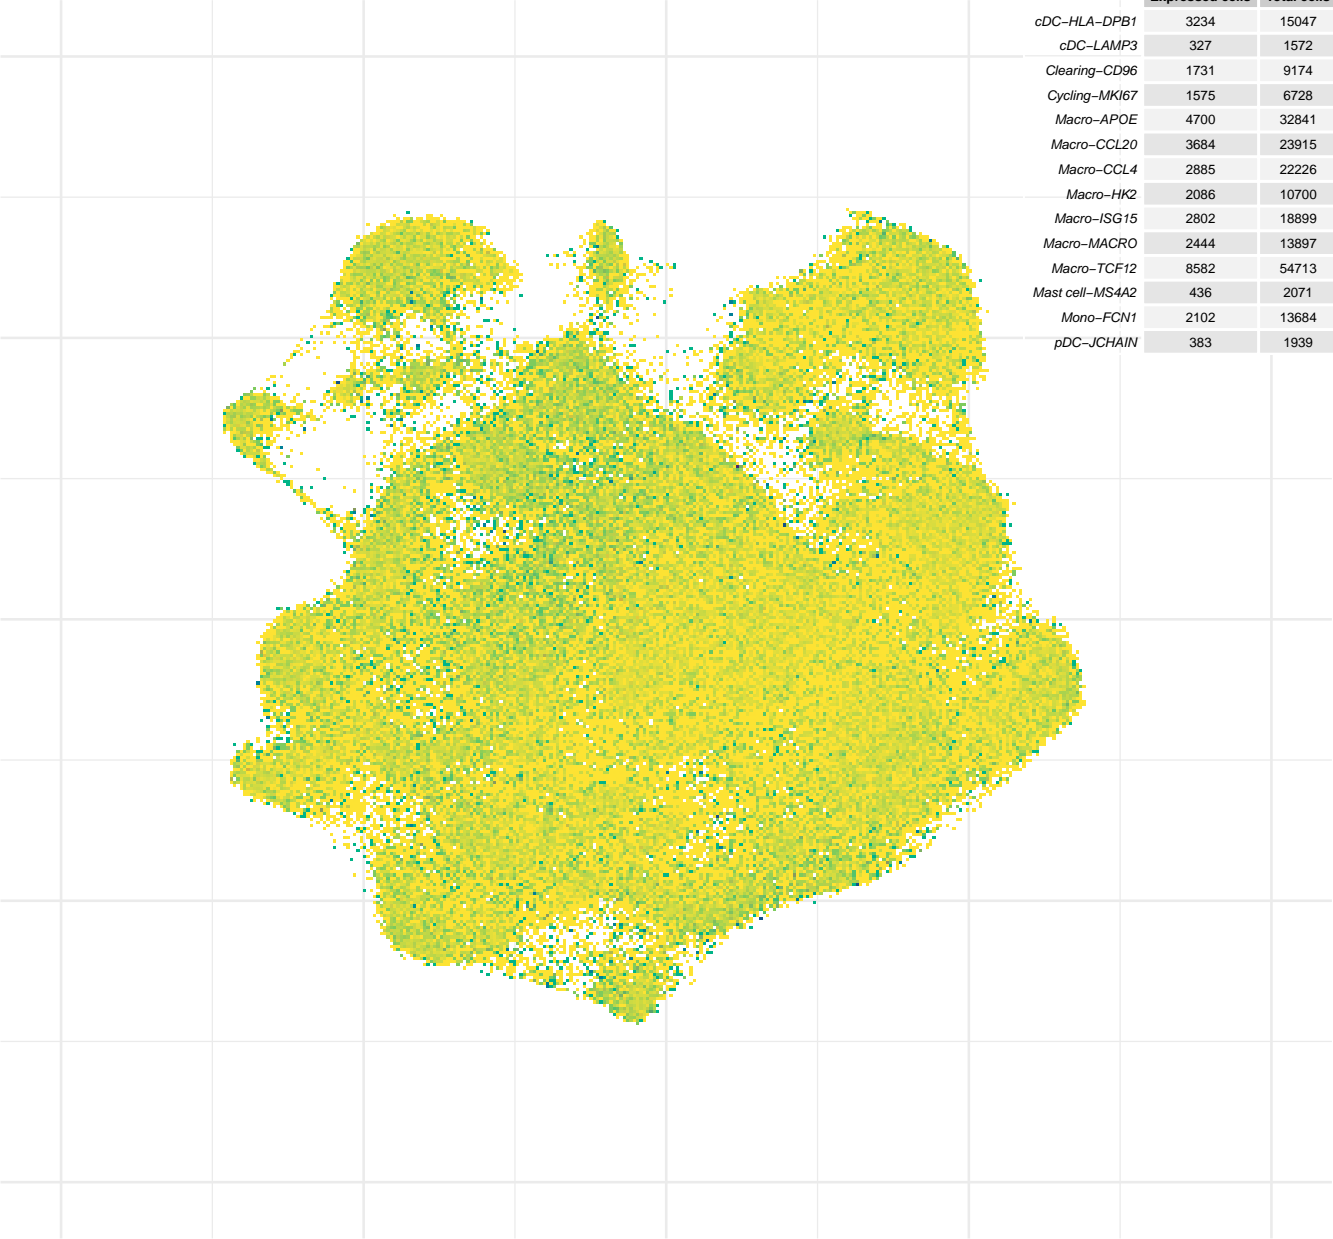 cDC−HLA−DPB1 3234 15047
cDC−LAMP3 327 1572
Clearing−CD96 1731 9174
Cycling−MKI67 1575 6728
Macro−APOE 4700 32841
Macro−CCL20 3684 23915
Macro−CCL4 2885 22226
Macro−HK2 2086 10700
Macro−ISG15 2802 18899
Macro−MACRO 2444 13897
Macro−TCF12 8582 54713
Mast cell−MS4A2 436 2071
Mono−FCN1 2102 13684
pDC−JCHAIN 383 1939